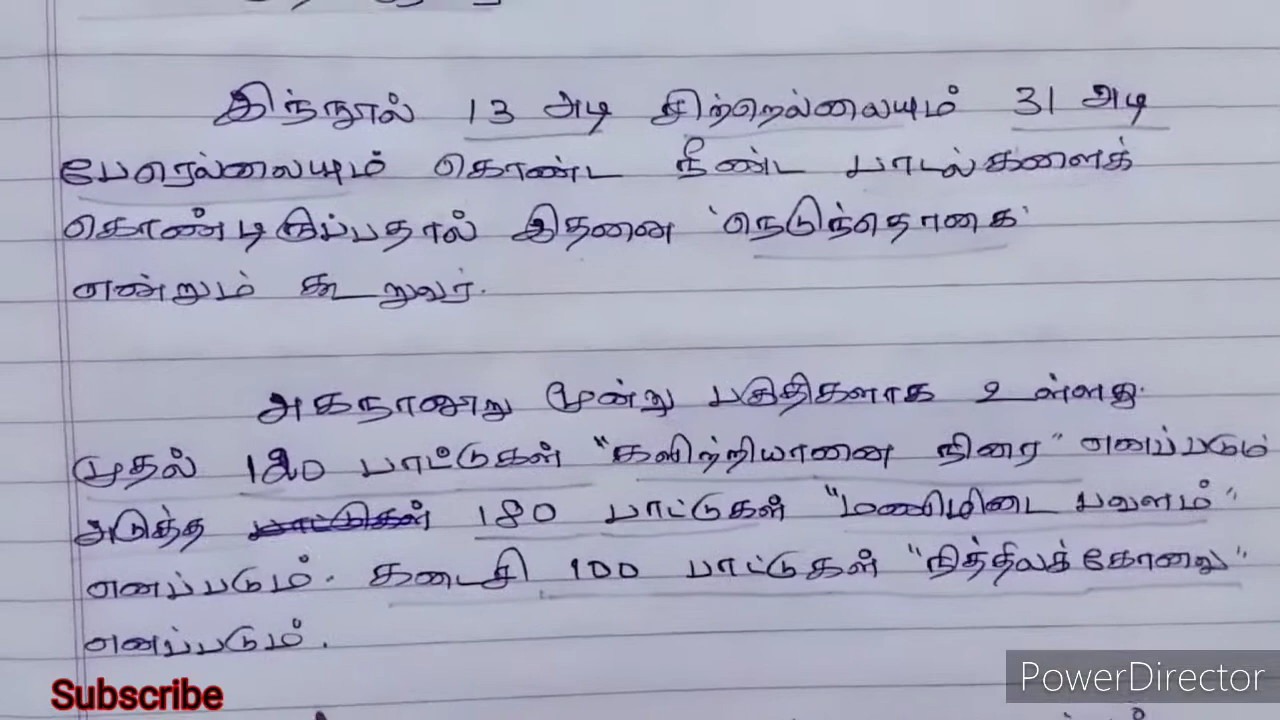 இந்நூல் 13 அடி சிற்றெல்லையும் 31 அடி
பேரெல்லையும் கொண்ட நீண்ட பாடல்களைக்
கொண்டிருப்பதால் இதனை 'நெடுந்தொகை'
என்றும் கூறுவர்.
அகநானூறு மூன்று பகுதிகளாக உள்ளது.
முதல் 120 பாட்டுகள் "களிற்றியானை நிரை" எனப்படும்
அடுத்த பாட்டுகள் 180 பாட்டுகள் "மணிமிடை பவளம்"
எனப்படும். கடைசி 100 பாட்டுகள் "நித்திலக்கோவை"
எனப்படும்.
Subscribe
PowerDirector